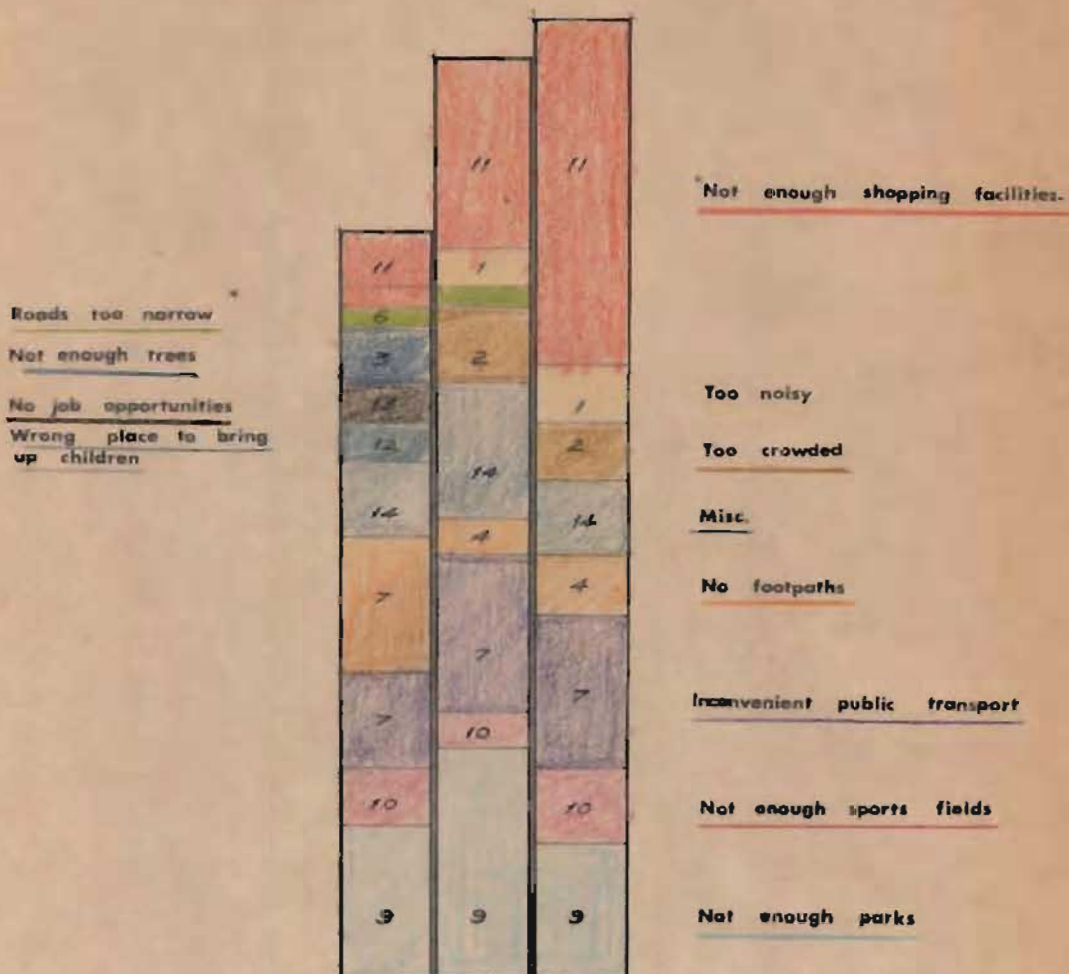 Not enough shopping facilities.
Roads too narrow
Not enough trees
No job opportunities
Wrong place to bring
up children
Too noisy
Too crowded
Misc.
No footpaths
Inconvenient public transport
Not enough sports fields
Not enough parks
11
6
3
13
12
14
7
7
10
9
11
1
2
14
4
7
10
9
11
1
2
14
4
7
10
9